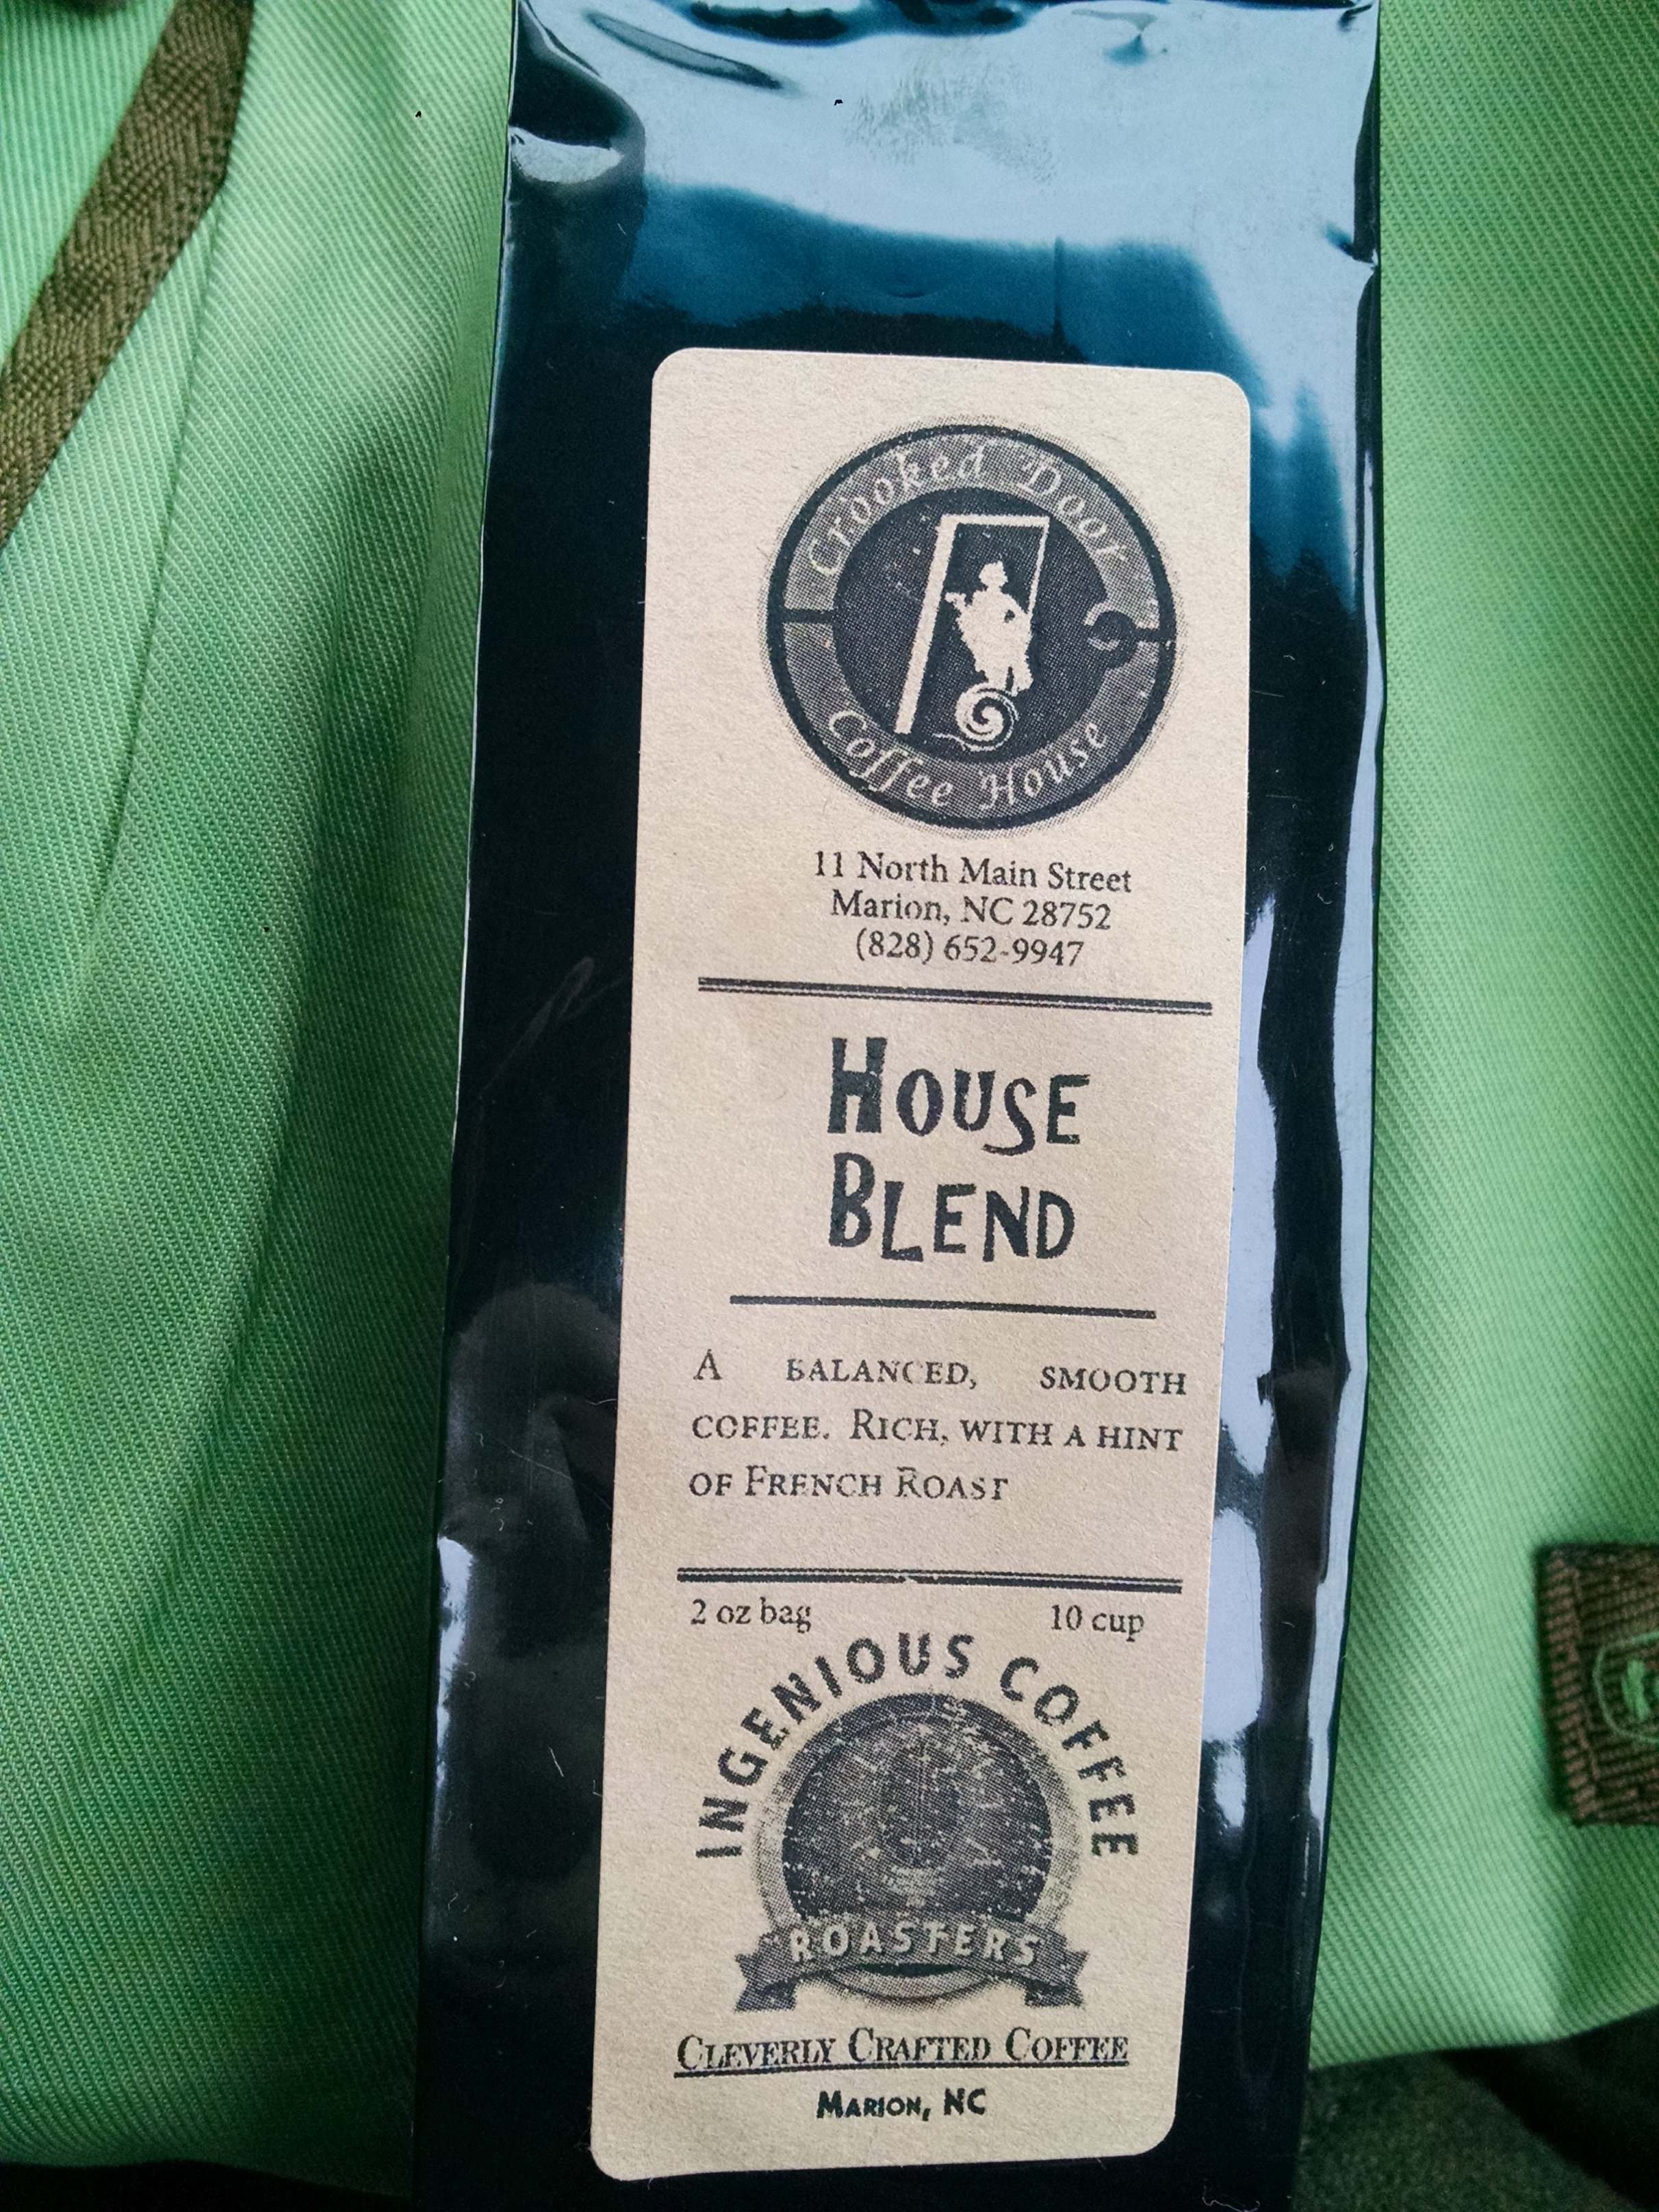 Crooked Door
Coffee House
11 North Main Street
Marion, NC 28752
(828) 652-9947
HOUSE
BLEND
A BALANCED, SMOOTH
COFFEE. RICH, WITH A HINT
OF FRENCH ROAST
2 oz bag 10 cup
INGENIOUS COFFEE
ROASTERS
CLEVERLY CRAFTED COFFEE
MARION, NC